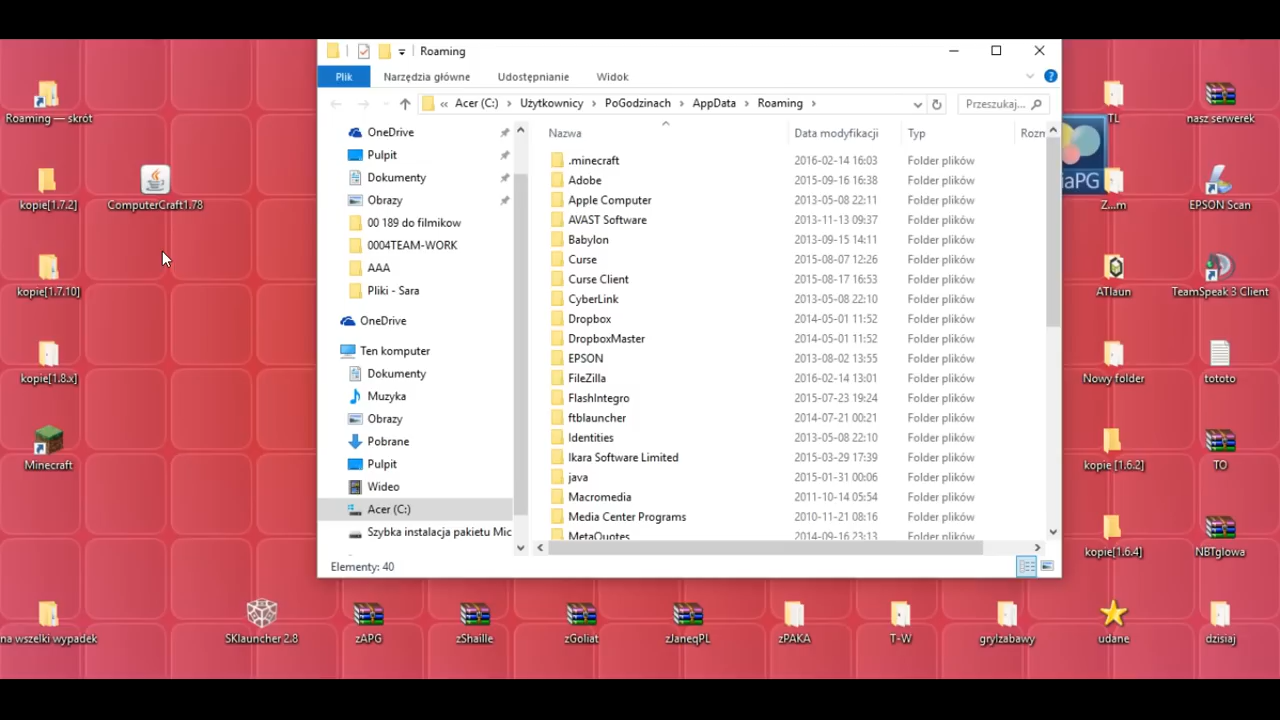 Roaming
Plik
Narzędzia główne
Udostępnianie
Widok
« Acer (C:) › Użytkownicy › PoGodzinach › AppData › Roaming ›
Przeszukaj...
OneDrive
Pulpit
Dokumenty
Obrazy
00 189 do filmikow
0004TEAM-WORK
AAA
Pliki - Sara
OneDrive
Ten komputer
Dokumenty
Muzyka
Obrazy
Pobrane
Pulpit
Wideo
Acer (C:)
Szybka instalacja pakietu Mic
Nazwa Data modyfikacji Typ Rozm
.minecraft 2016-02-14 16:03 Folder plików
Adobe 2015-09-16 16:38 Folder plików
Apple Computer 2013-05-08 22:11 Folder plików
AVAST Software 2013-11-13 09:37 Folder plików
Babylon 2013-09-15 14:11 Folder plików
Curse 2015-08-07 12:26 Folder plików
Curse Client 2015-08-17 16:53 Folder plików
CyberLink 2013-05-08 22:10 Folder plików
Dropbox 2014-05-01 11:52 Folder plików
DropboxMaster 2014-05-01 11:52 Folder plików
EPSON 2013-08-02 13:55 Folder plików
FileZilla 2016-02-14 13:01 Folder plików
FlashIntegro 2015-07-23 19:24 Folder plików
ftblauncher 2014-07-21 00:21 Folder plików
Identities 2013-05-08 22:10 Folder plików
Ikara Software Limited 2015-03-29 17:39 Folder plików
java 2015-01-31 00:06 Folder plików
Macromedia 2011-10-14 05:54 Folder plików
Media Center Programs 2010-11-21 08:16 Folder plików
MetaQuotes 2014-09-16 23:13 Folder plików
Elementy: 40
Roaming — skrót
kopie[1.7.2]
ComputerCraft1.78
kopie[1.7.10]
kopie[1.8.x]
Minecraft
na wszelki wypadek
SKlauncher 2.8
zAPG
zShaille
zGoliat
zJaneqPL
zPAKA
T-W
gryIzabawy
udane
dzisiaj
TL
nasz serwerek
iaPG
Z...m
EPSON Scan
ATlaun
TeamSpeak 3 Client
Nowy folder
tototo
kopie [1.6.2]
TO
kopie[1.6.4]
NBTglowa